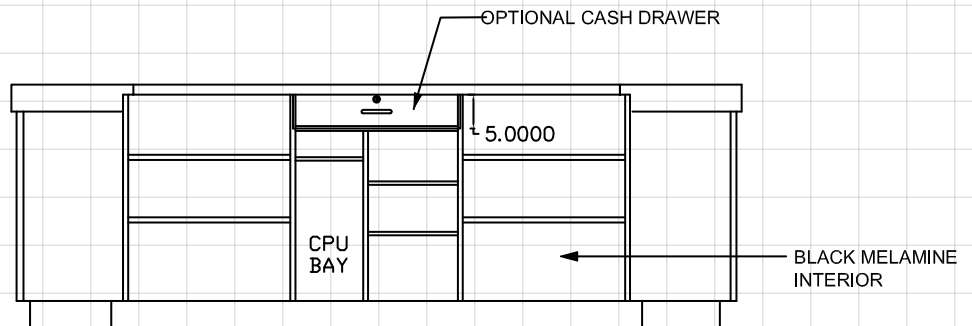 OPTIONAL CASH DRAWER
5.0000
CPU
BAY
BLACK MELAMINE
INTERIOR